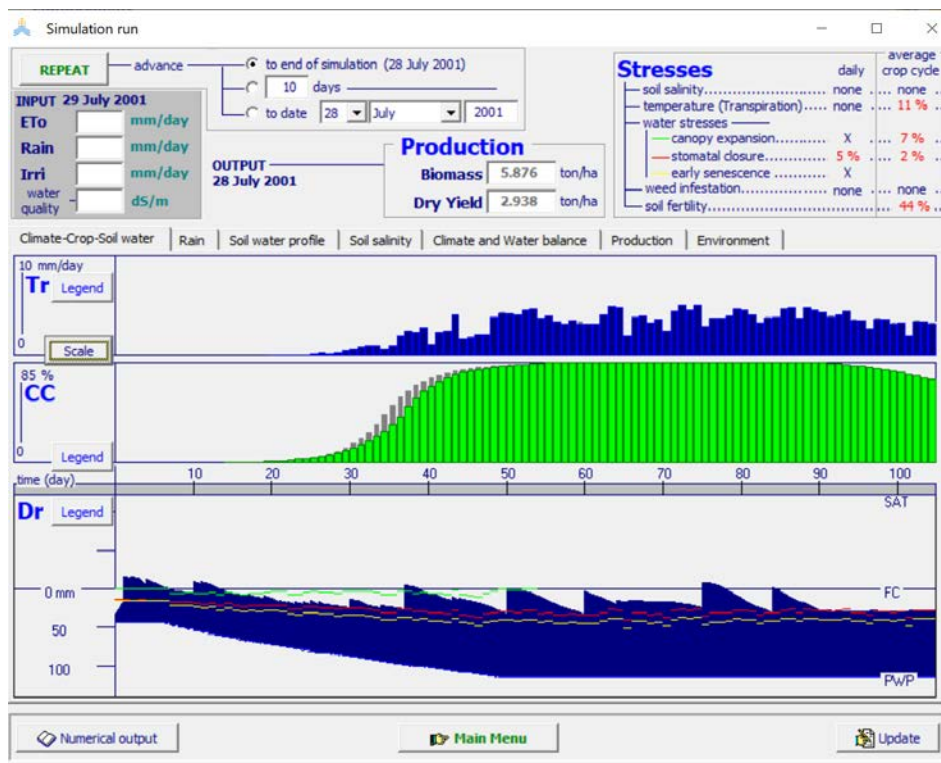 Simulation run
REPEAT
advance
to end of simulation (28 July 2001)
10 days
to date 28 July 2001
INPUT 29 July 2001
ETo mm/day
Rain mm/day
Irri mm/day
water quality dS/m
OUTPUT
28 July 2001
Production
Biomass 5.876 ton/ha
Dry Yield 2.938 ton/ha
Stresses daily average crop cycle
soil salinity........................ none .... none ..
temperature (Transpiration)..... none .... 11 % ..
water stresses
canopy expansion........... X .... 7 % ..
stomatal closure............ 5 % .... 2 % ..
early senescence ........... X
weed infestation.................... none .... none ..
soil fertility............................................. 44 % ..
Climate-Crop-Soil water Rain Soil water profile Soil salinity Climate and Water balance Production Environment
10 mm/day
Tr Legend
0
Scale
85 %
CC
0
Legend
time (day) 10 20 30 40 50 60 70 80 90 100
Dr Legend
SAT
0 mm FC
50
100
PWP
Numerical output Main Menu Update